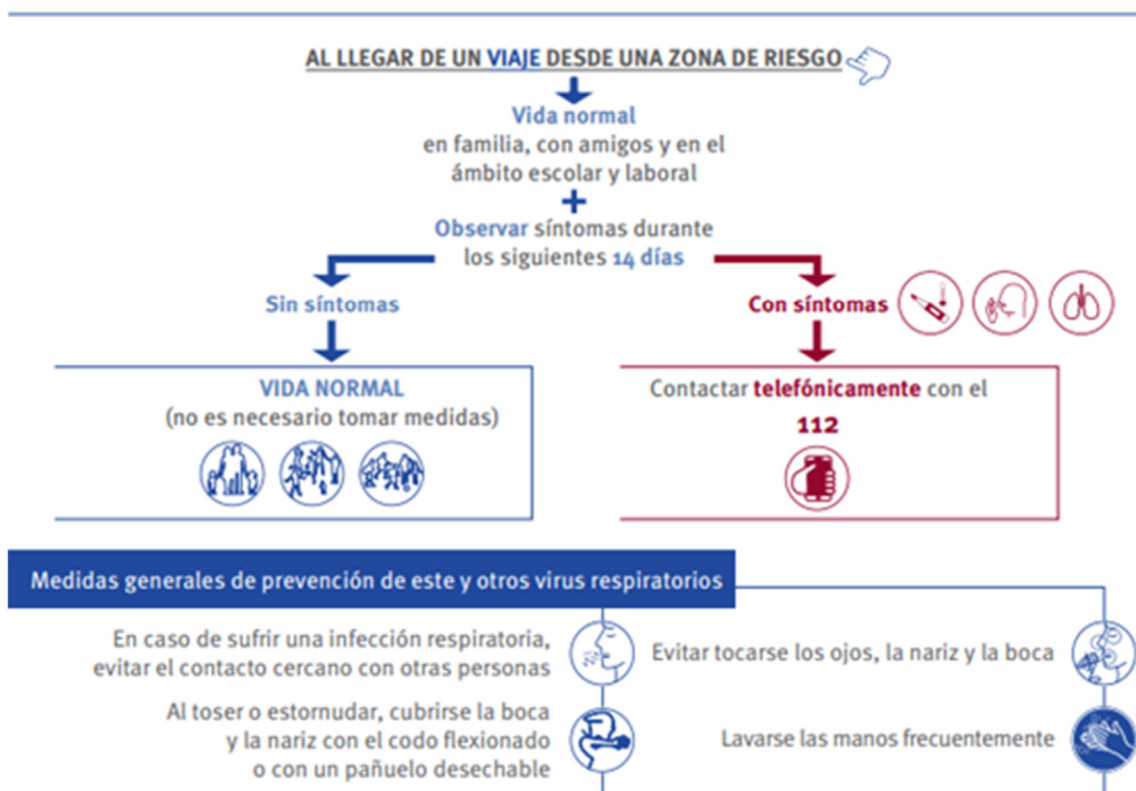 AL LLEGAR DE UN VIAJE DESDE UNA ZONA DE RIESGO
Vida normal
en familia, con amigos y en el
ámbito escolar y laboral
+
Observar síntomas durante
los siguientes 14 días
Sin síntomas
Con síntomas
VIDA NORMAL
(no es necesario tomar medidas)
Contactar telefónicamente con el
112
Medidas generales de prevención de este y otros virus respiratorios
En caso de sufrir una infección respiratoria,
evitar el contacto cercano con otras personas
Evitar tocarse los ojos, la nariz y la boca
Al toser o estornudar, cubrirse la boca
y la nariz con el codo flexionado
o con un pañuelo desechable
Lavarse las manos frecuentemente